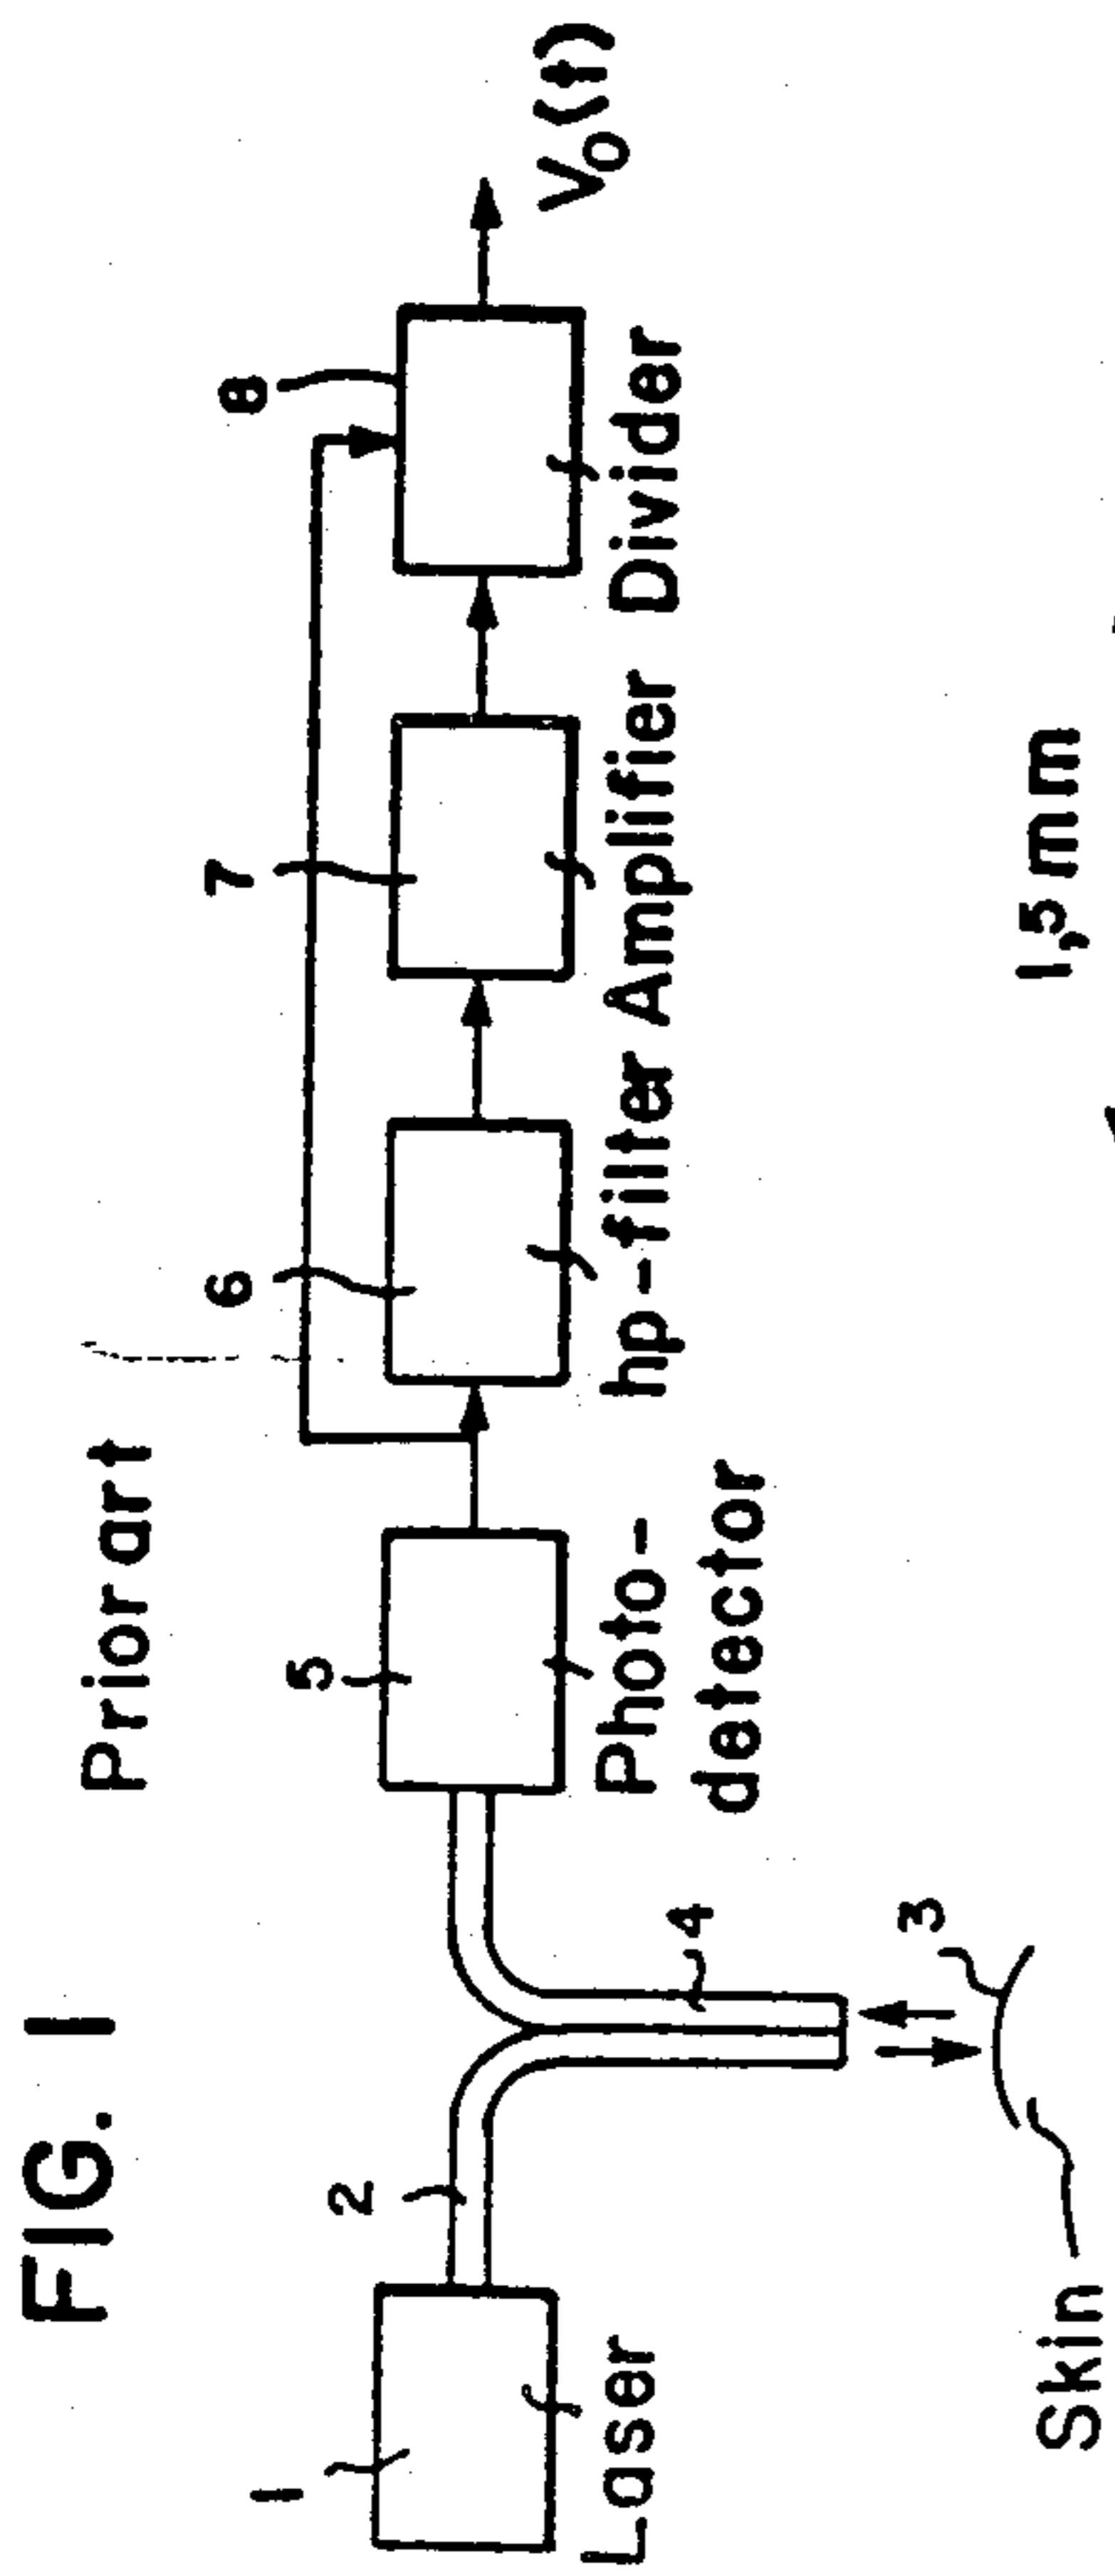 FIG. 1
Prior art
1
2
3
4
5
6
7
8
Laser
Skin
Photo-
detector
hp-filter
Amplifier
Divider
V₀(t)
1,5 mm